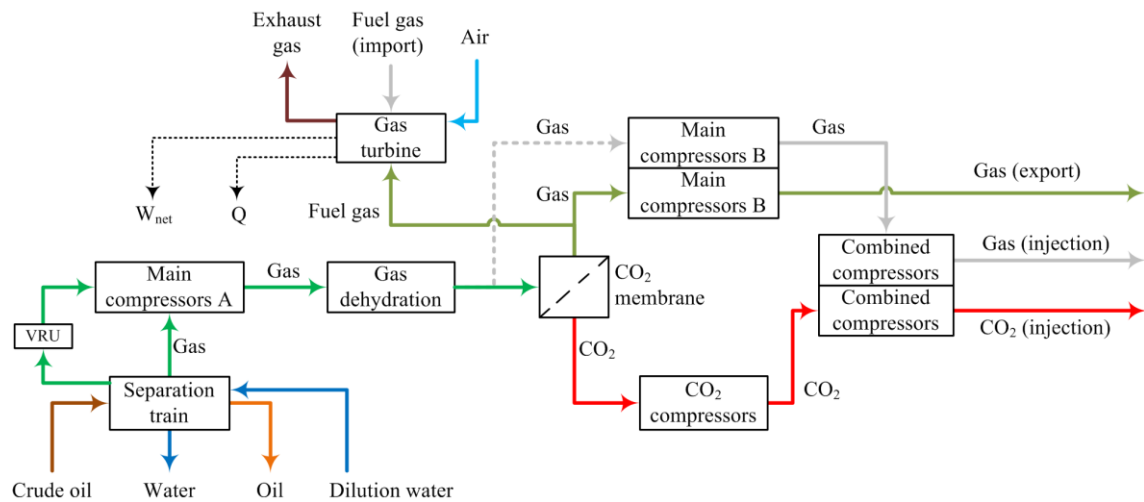 Exhaust
gas
Fuel gas
(import)
Air
Gas
turbine
Gas
Main
compressors B
Gas
Main
compressors B
Gas
Gas (export)
W_net
Q
Fuel gas
Main
compressors A
Gas
Gas
dehydration
CO₂
membrane
Combined
compressors
Gas (injection)
Combined
compressors
CO₂ (injection)
VRU
Gas
CO₂
Separation
train
CO₂
compressors
CO₂
Crude oil
Water
Oil
Dilution water